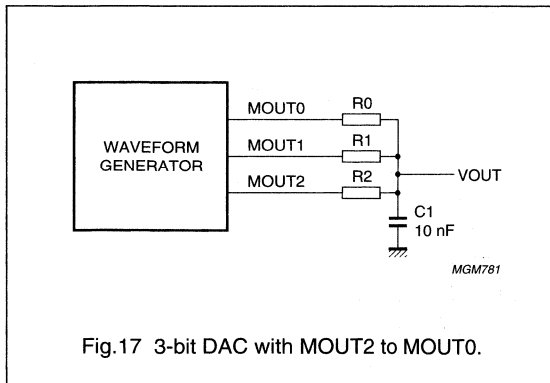 MOUT0
R0
WAVEFORM
GENERATOR
MOUT1
R1
VOUT
MOUT2
R2
C1
10 nF
MGM781
Fig.17 3-bit DAC with MOUT2 to MOUT0.